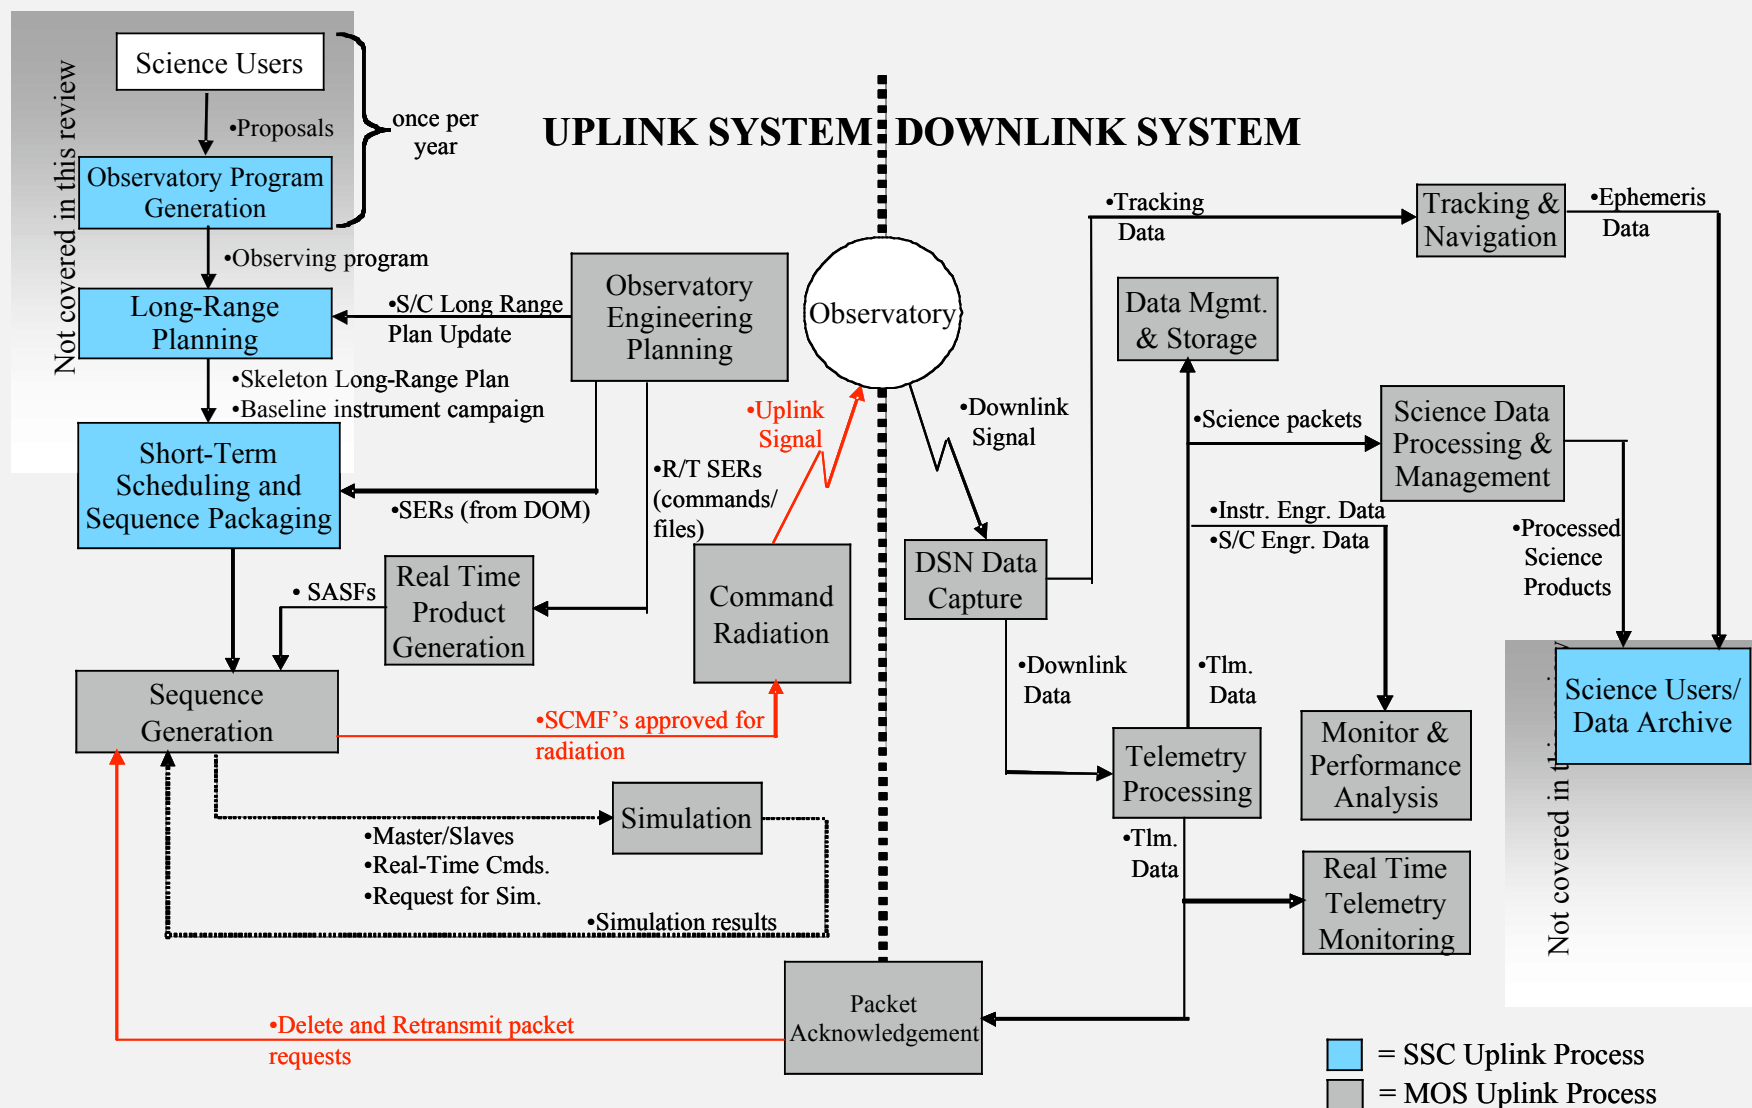 Not covered in this review
Science Users
•Proposals
once per
year
Observatory Program
Generation
•Observing program
Long-Range
Planning
•S/C Long Range
Plan Update
•Skeleton Long-Range Plan
•Baseline instrument campaign
Short-Term
Scheduling and
Sequence Packaging
•SERs (from DOM)
Observatory
Engineering
Planning
•R/T SERs
(commands/
files)
• SASFs
Real Time
Product
Generation
Sequence
Generation
•SCMF’s approved for
radiation
Command
Radiation
•Uplink
Signal
•Master/Slaves
•Real-Time Cmds.
•Request for Sim.
Simulation
•Simulation results
•Delete and Retransmit packet
requests
Packet
Acknowledgement
UPLINK SYSTEM
DOWNLINK SYSTEM
Observatory
•Downlink
Signal
DSN Data
Capture
•Tracking
Data
Tracking &
Navigation
•Ephemeris
Data
Data Mgmt.
& Storage
•Science packets
Science Data
Processing &
Management
•Instr. Engr. Data
•S/C Engr. Data
•Processed
Science
Products
•Downlink
Data
•Tlm.
Data
Telemetry
Processing
•Tlm.
Data
Monitor &
Performance
Analysis
Real Time
Telemetry
Monitoring
Science Users/
Data Archive
Not covered in this
= SSC Uplink Process
= MOS Uplink Process